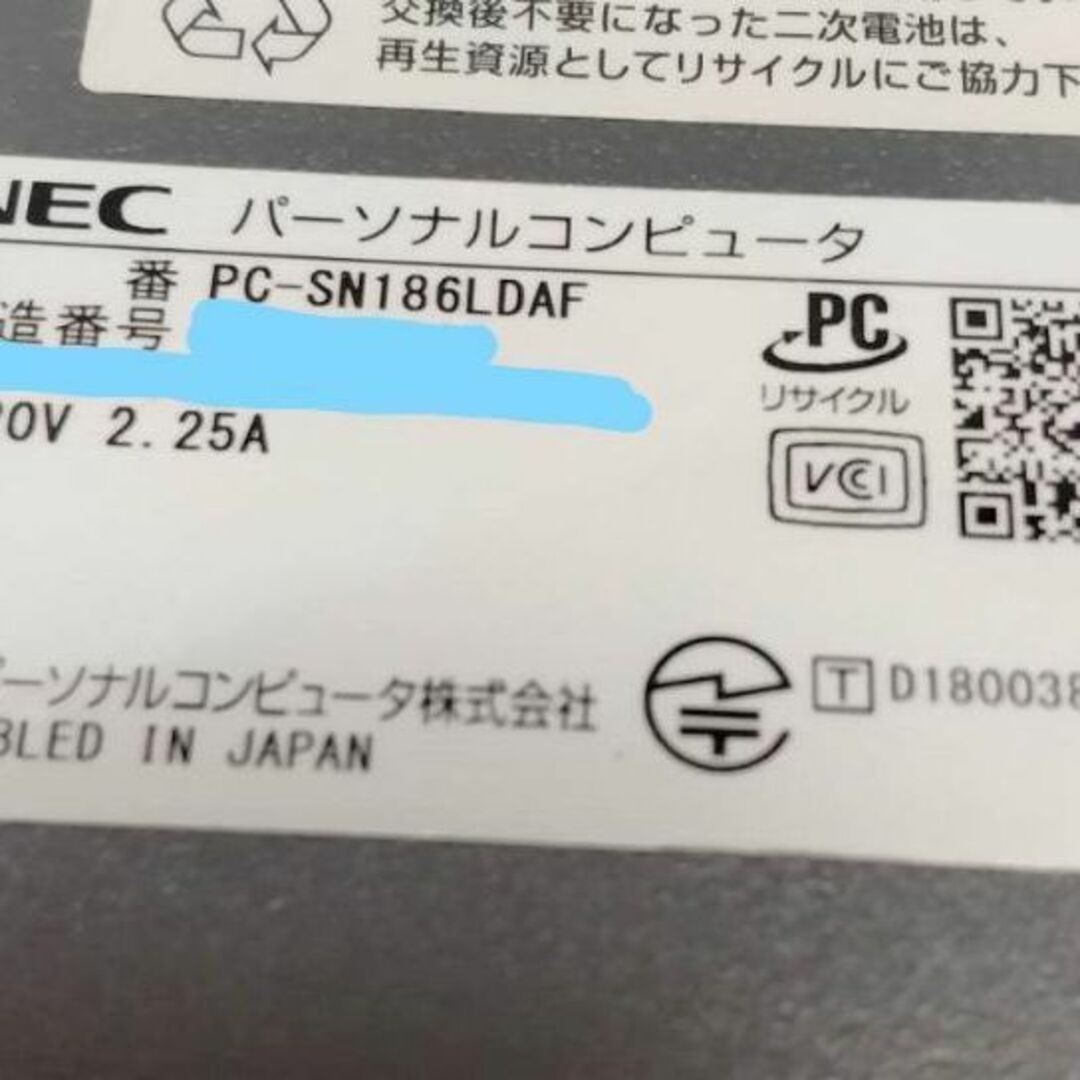 交換後不要になった二次電池は、
再生資源としてリサイクルにご協力下
NEC パーソナルコンピュータ
番 PC-SN186LDAF
造番号
0V 2.25A
PC
リサイクル
VCCI
パーソナルコンピュータ株式会社
BLED IN JAPAN
T D180038